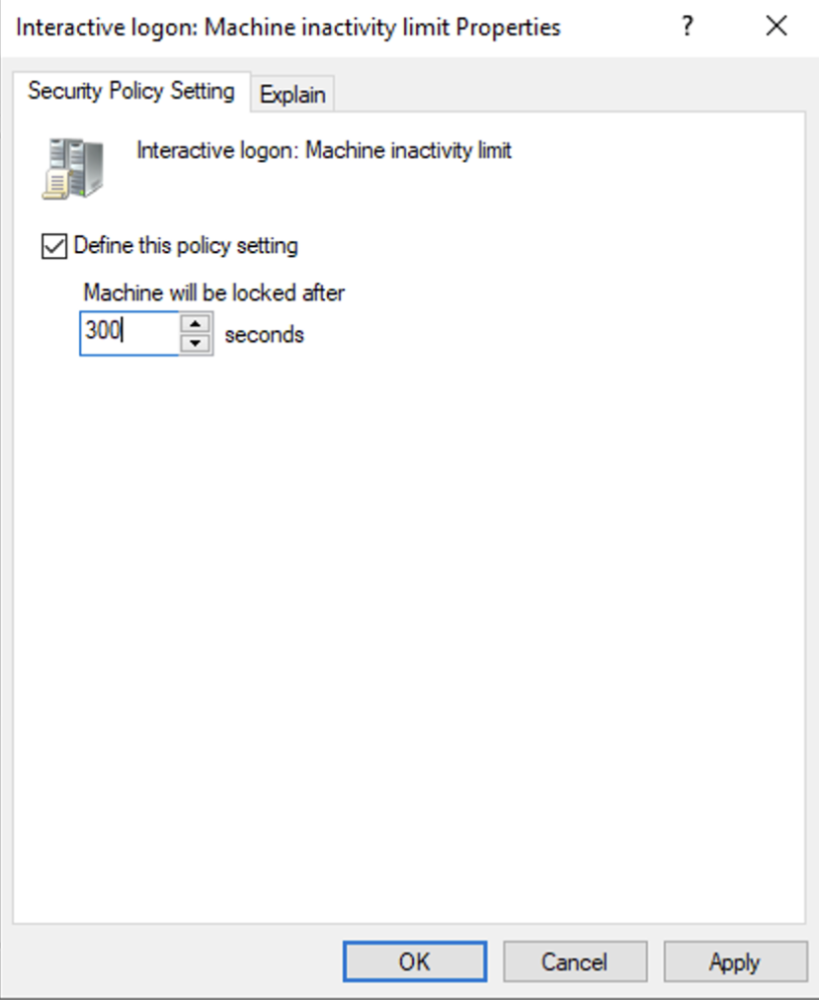 Interactive logon: Machine inactivity limit Properties ? ×
Security Policy Setting Explain
Interactive logon: Machine inactivity limit
Define this policy setting
Machine will be locked after
300 seconds
OK Cancel Apply